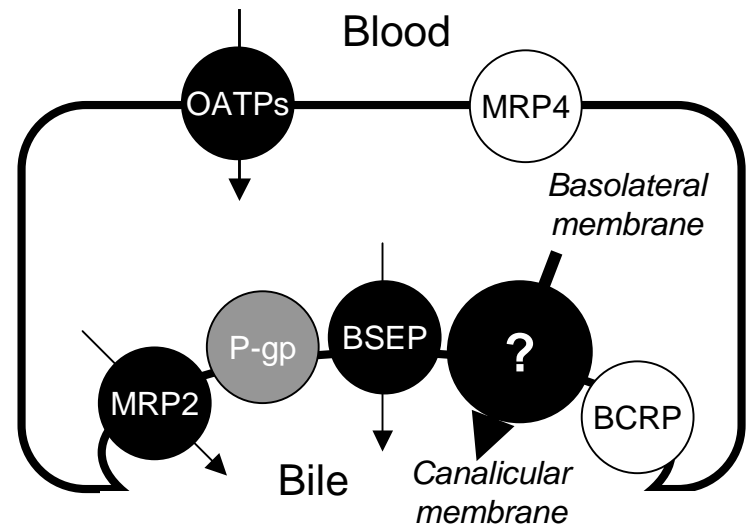 Blood
OATPs
MRP4
Basolateral
membrane
P-gp
BSEP
?
MRP2
BCRP
Bile
Canalicular
membrane